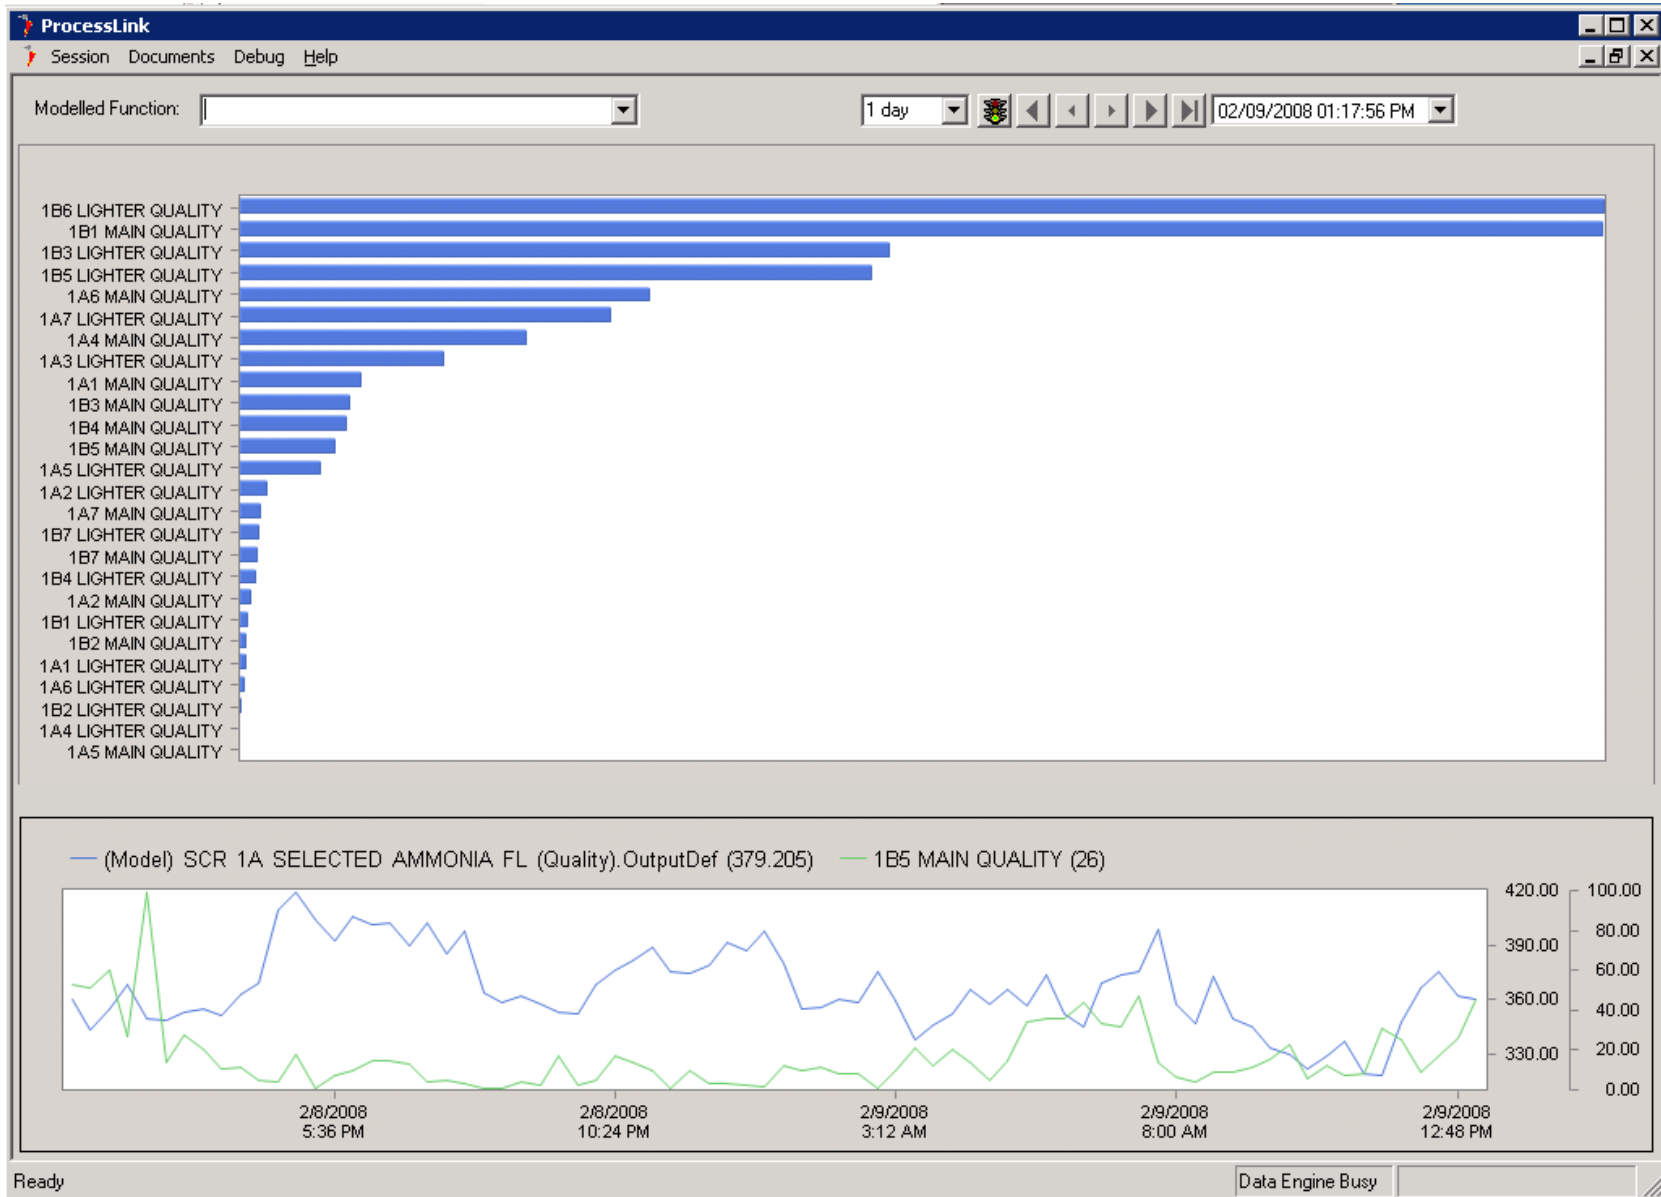 ProcessLink
Session Documents Debug Help
Modelled Function: 1 day 02/09/2008 01:17:56 PM
1B6 LIGHTER QUALITY
1B1 MAIN QUALITY
1B3 LIGHTER QUALITY
1B5 LIGHTER QUALITY
1A6 MAIN QUALITY
1A7 LIGHTER QUALITY
1A4 MAIN QUALITY
1A3 LIGHTER QUALITY
1A1 MAIN QUALITY
1B3 MAIN QUALITY
1B4 MAIN QUALITY
1B5 MAIN QUALITY
1A5 LIGHTER QUALITY
1A2 LIGHTER QUALITY
1A7 MAIN QUALITY
1B7 LIGHTER QUALITY
1B7 MAIN QUALITY
1B4 LIGHTER QUALITY
1A2 MAIN QUALITY
1B1 LIGHTER QUALITY
1B2 MAIN QUALITY
1A1 LIGHTER QUALITY
1A6 LIGHTER QUALITY
1B2 LIGHTER QUALITY
1A4 LIGHTER QUALITY
1A5 MAIN QUALITY
(Model) SCR 1A SELECTED AMMONIA FL (Quality).OutputDef (379.205) 1B5 MAIN QUALITY (26)
420.00 100.00
80.00
390.00
60.00
360.00
40.00
20.00
330.00
0.00
2/8/2008 2/8/2008 2/9/2008 2/9/2008 2/9/2008
5:36 PM 10:24 PM 3:12 AM 8:00 AM 12:48 PM
Ready Data Engine Busy